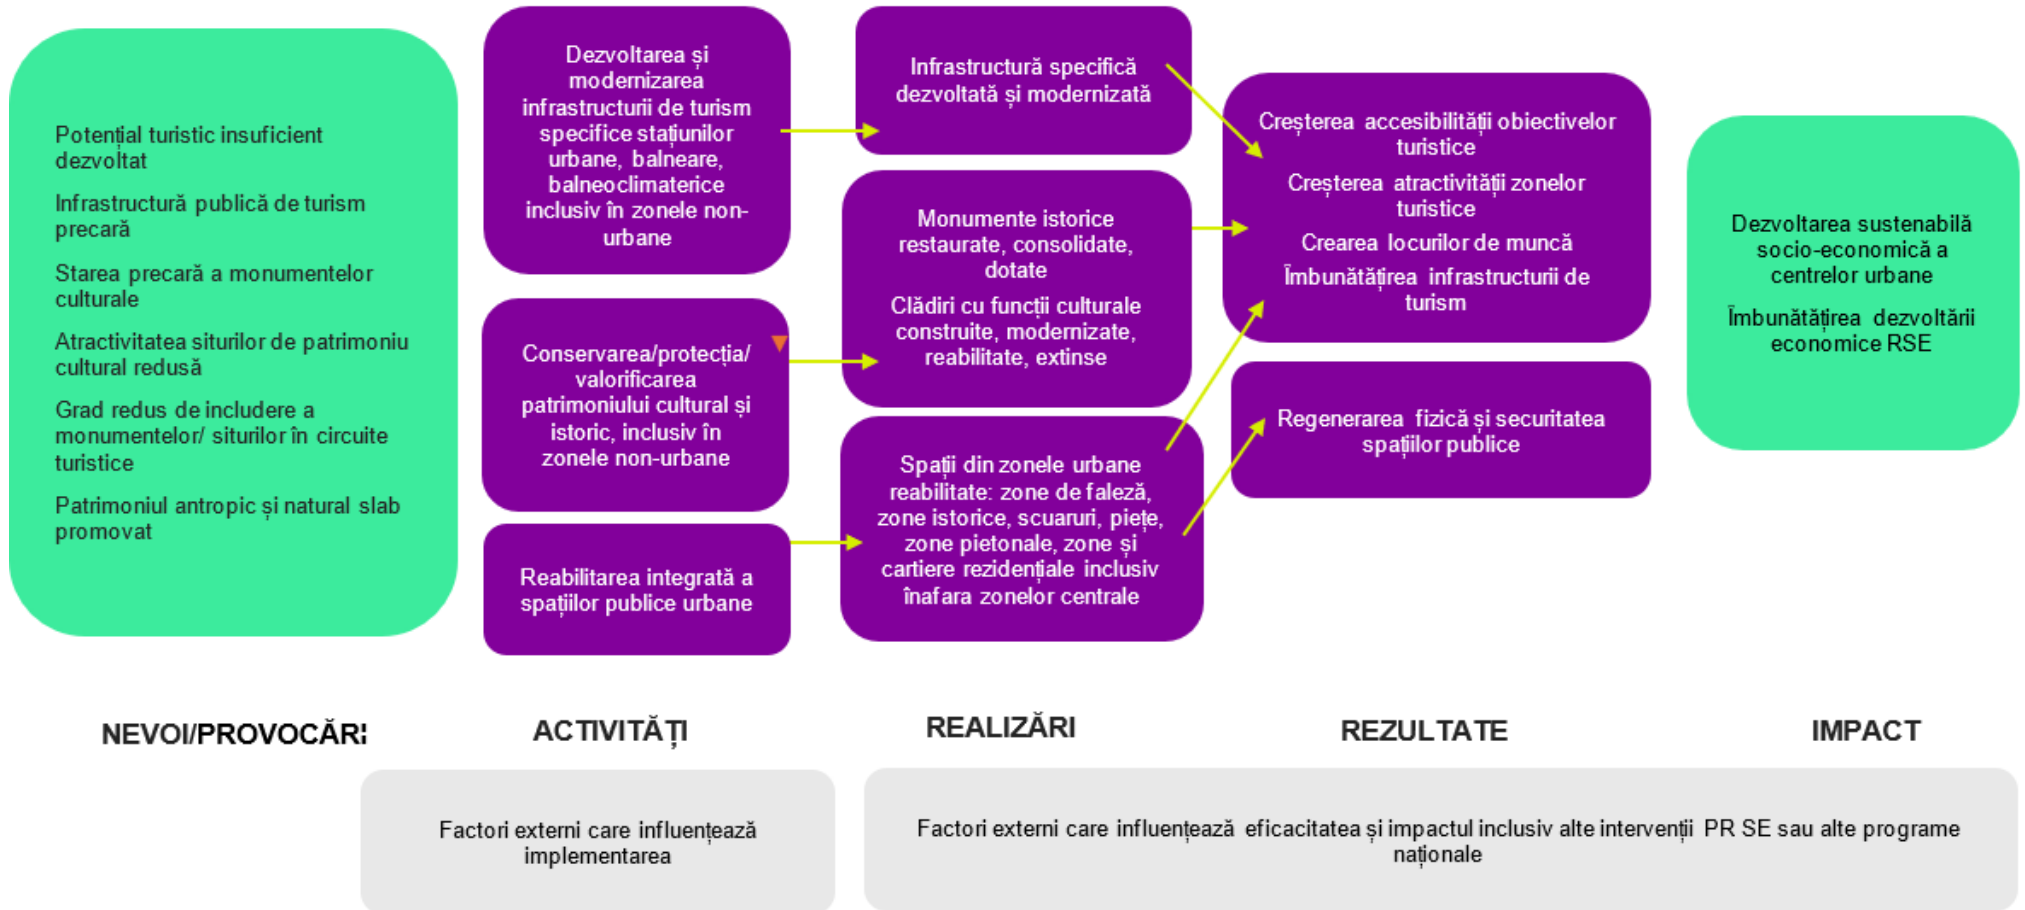 Potențial turistic insuficient
dezvoltat
Infrastructură publică de turism
precară
Starea precară a monumentelor
culturale
Atractivitatea siturilor de patrimoniu
cultural redusă
Grad redus de includere a
monumentelor/ siturilor în circuite
turistice
Patrimoniul antropic și natural slab
promovat
Dezvoltarea și
modernizarea
infrastructurii de turism
specifice stațiunilor
urbane, balneare,
balneoclimaterice
inclusiv în zonele non-
urbane
Conservarea/protecția/
valorificarea
patrimoniului cultural și
istoric, inclusiv în
zonele non-urbane
Reabilitarea integrată a
spațiilor publice urbane
Infrastructură specifică
dezvoltată și modernizată
Monumente istorice
restaurate, consolidate,
dotate
Clădiri cu funcții culturale
construite, modernizate,
reabilitate, extinse
Spații din zonele urbane
reabilitate: zone de faleză,
zone istorice, scuaruri, piețe,
zone pietonale, zone și
cartiere rezidențiale inclusiv
înafara zonelor centrale
Creșterea accesibilității obiectivelor
turistice
Creșterea atractivității zonelor
turistice
Crearea locurilor de muncă
Îmbunătățirea infrastructurii de
turism
Regenerarea fizică și securitatea
spațiilor publice
Dezvoltarea sustenabilă
socio-economică a
centrelor urbane
Îmbunătățirea dezvoltării
economice RSE
NEVOI/PROVOCĂRI
ACTIVITĂȚI
REALIZĂRI
REZULTATE
IMPACT
Factori externi care influențează
implementarea
Factori externi care influențează eficacitatea și impactul inclusiv alte intervenții PR SE sau alte programe
naționale